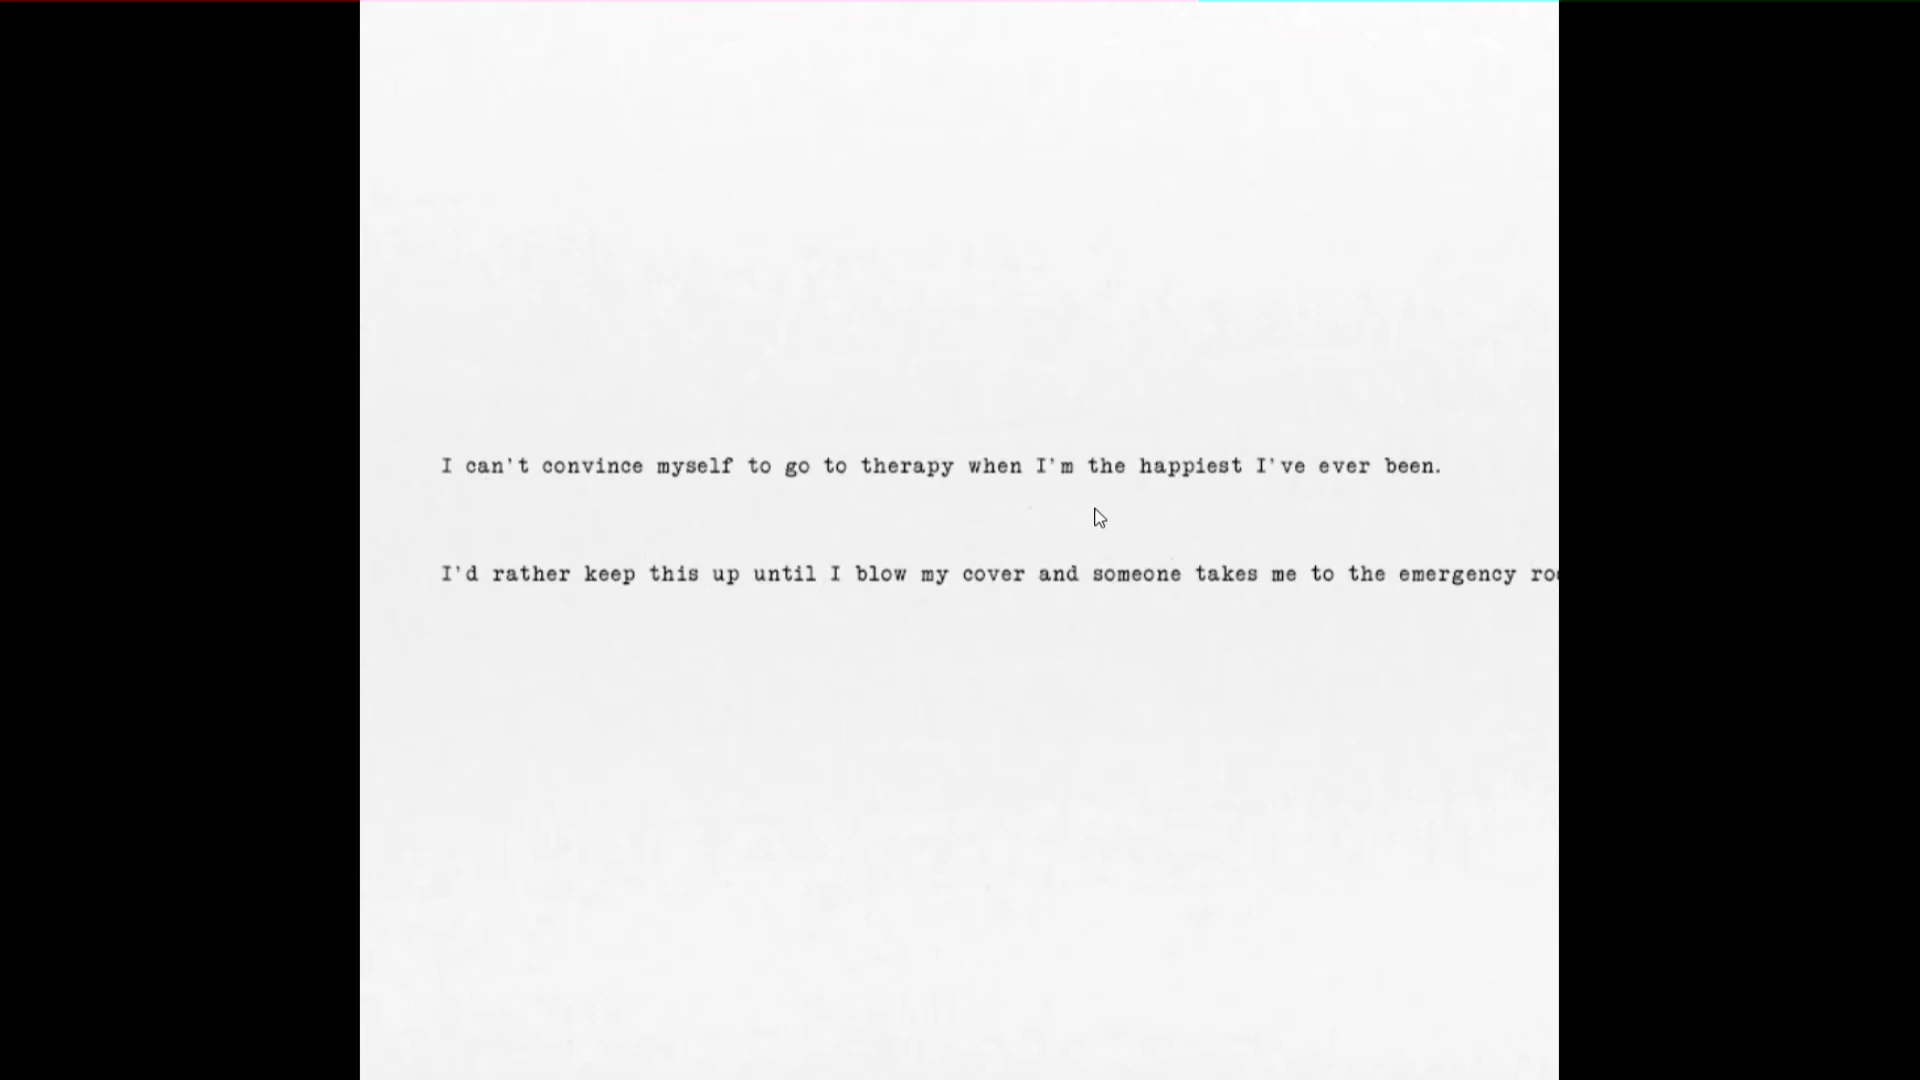 I can't convince myself to go to therapy when I'm the happiest I've ever been.
I'd rather keep this up until I blow my cover and someone takes me to the emergency